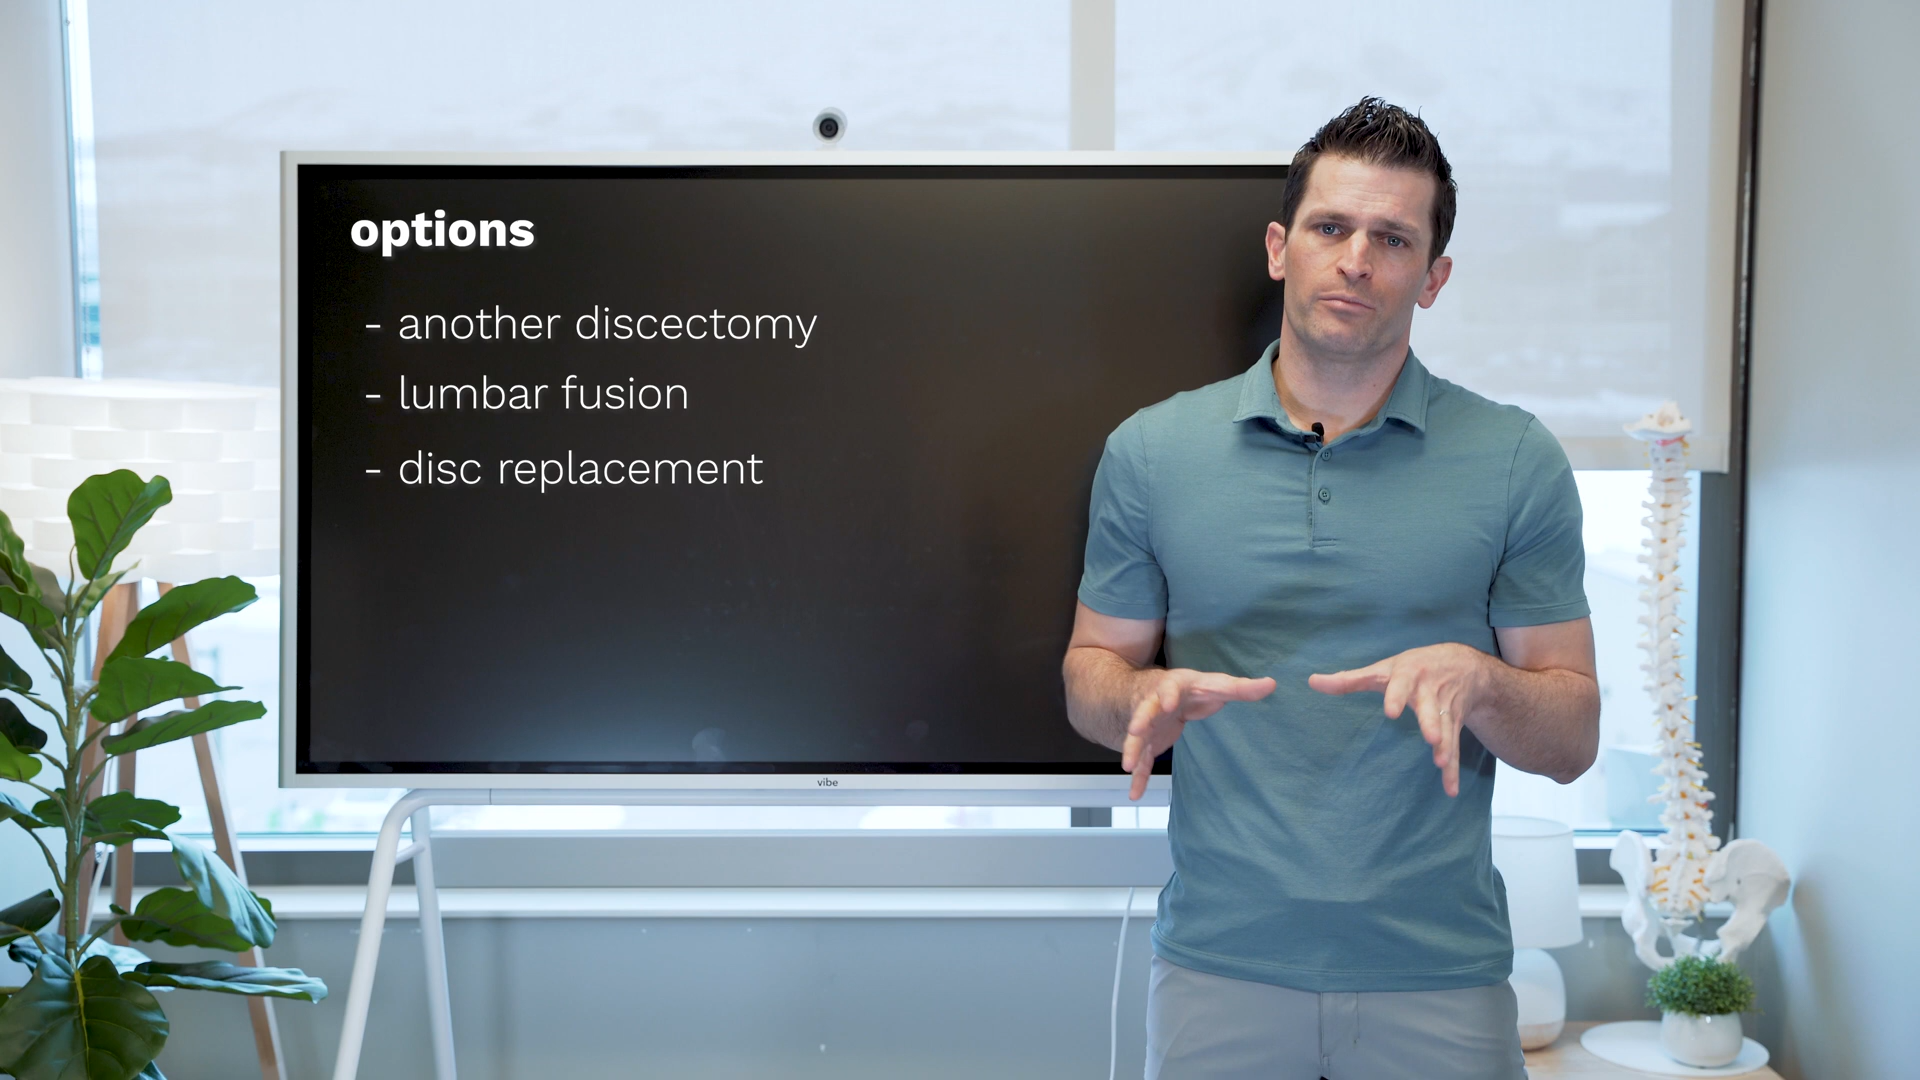 options
- another discectomy
- lumbar fusion
- disc replacement
vibe